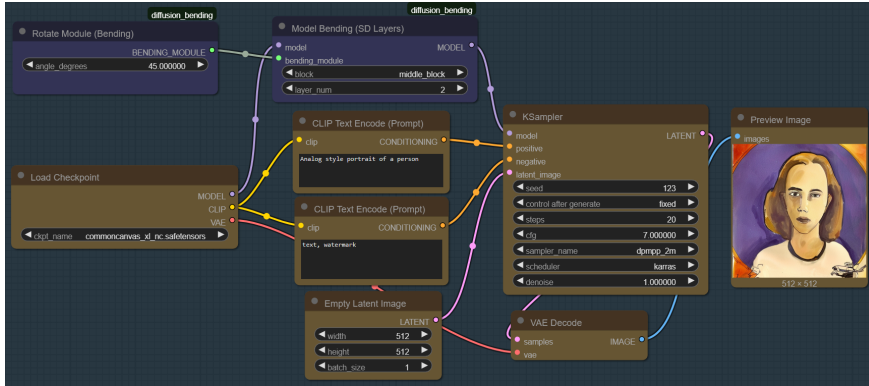 diffusion_bending
Rotate Module (Bending)
BENDING_MODULE
angle_degrees 45.000000
diffusion_bending
Model Bending (SD Layers)
model MODEL
bending_module
block middle_block
layer_num 2
Load Checkpoint
MODEL
CLIP
VAE
ckpt_name commoncanvas_xl_nc.safetensors
CLIP Text Encode (Prompt)
clip CONDITIONING
Analog style portrait of a person
CLIP Text Encode (Prompt)
clip CONDITIONING
text, watermark
Empty Latent Image
LATENT
width 512
height 512
batch_size 1
KSampler
model LATENT
positive
negative
latent_image
seed 123
control after generate fixed
steps 20
cfg 7.000000
sampler_name dpmpp_2m
scheduler karras
denoise 1.000000
VAE Decode
samples IMAGE
vae
Preview Image
images
512 × 512